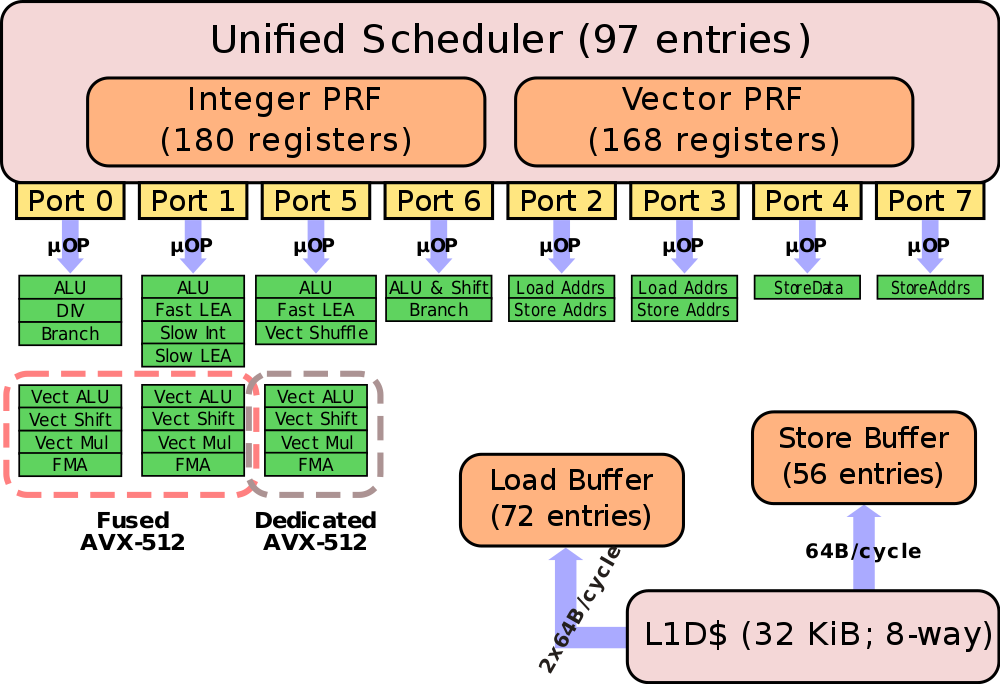 Unified Scheduler (97 entries)
Integer PRF
(180 registers)
Vector PRF
(168 registers)
Port 0
Port 1
Port 5
Port 6
Port 2
Port 3
Port 4
Port 7
µOP
µOP
µOP
µOP
µOP
µOP
µOP
µOP
ALU
DIV
Branch
ALU
Fast LEA
Slow Int
Slow LEA
ALU
Fast LEA
Vect Shuffle
ALU & Shift
Branch
Load Addrs
Store Addrs
Load Addrs
Store Addrs
StoreData
StoreAddrs
Vect ALU
Vect Shift
Vect Mul
FMA
Vect ALU
Vect Shift
Vect Mul
FMA
Vect ALU
Vect Shift
Vect Mul
FMA
Fused
AVX-512
Dedicated
AVX-512
Load Buffer
(72 entries)
Store Buffer
(56 entries)
2x64B/cycle
64B/cycle
L1D$ (32 KiB; 8-way)